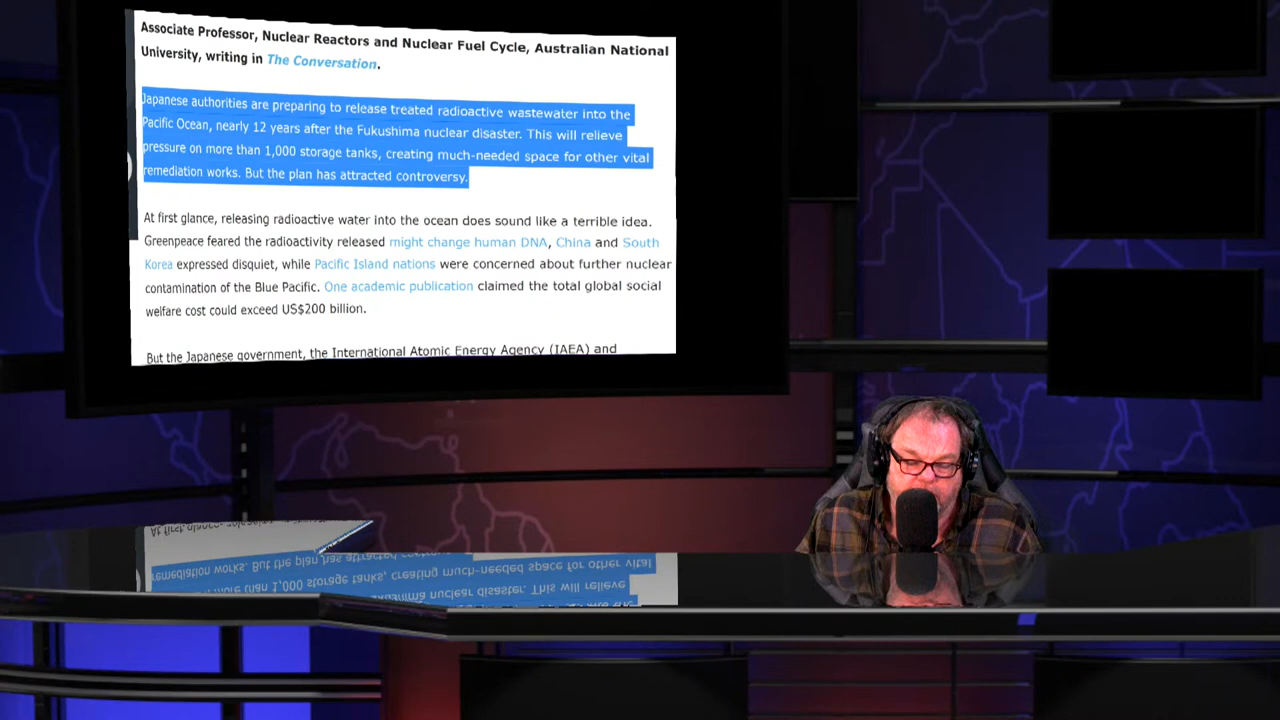 Associate Professor, Nuclear Reactors and Nuclear Fuel Cycle, Australian National
University, writing in The Conversation.
Japanese authorities are preparing to release treated radioactive wastewater into the
Pacific Ocean, nearly 12 years after the Fukushima nuclear disaster. This will relieve
pressure on more than 1,000 storage tanks, creating much-needed space for other vital
remediation works. But the plan has attracted controversy.
At first glance, releasing radioactive water into the ocean does sound like a terrible idea.
Greenpeace feared the radioactivity released might change human DNA, China and South
Korea expressed disquiet, while Pacific Island nations were concerned about further nuclear
contamination of the Blue Pacific. One academic publication claimed the total global social
welfare cost could exceed US$200 billion.
But the Japanese government, the International Atomic Energy Agency (IAEA) and